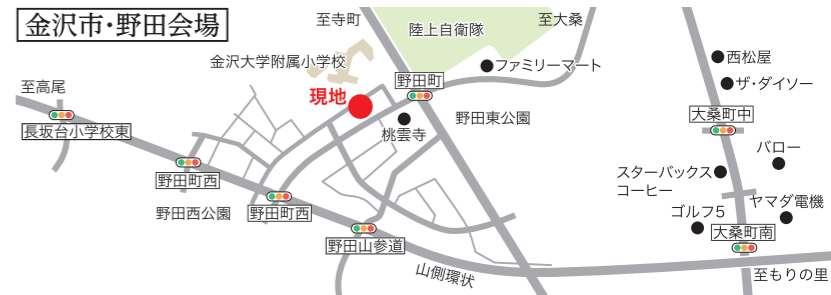 金沢市・野田会場
至寺町
陸上自衛隊
至大桑
金沢大学附属小学校
ファミリーマート
西松屋
ザ・ダイソー
至高尾
現地
野田町
大桑町中
長坂台小学校東
桃雲寺
野田東公園
バロー
野田町西
スターバックス
コーヒー
野田西公園
野田町西
ゴルフ5
ヤマダ電機
大桑町南
野田山参道
山側環状
至もりの里